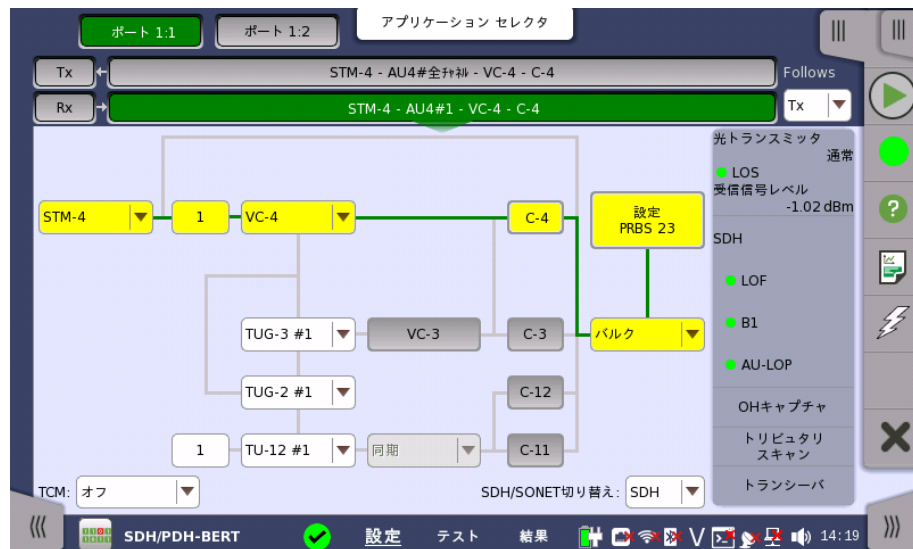 ポート 1:1
ポート 1:2
アプリケーション セレクタ
Tx
STM-4 - AU4#全ﾁｬﾈﾙ - VC-4 - C-4
Follows
Rx
STM-4 - AU4#1 - VC-4 - C-4
Tx
光トランスミッタ
通常
LOS
受信信号レベル
-1.02 dBm
STM-4
1
VC-4
C-4
設定
PRBS 23
SDH
LOF
TUG-3 #1
VC-3
C-3
バルク
B1
AU-LOP
TUG-2 #1
C-12
OHキャプチャ
TU-12 #1
1
同期
C-11
トリビュタリ
スキャン
TCM:
オフ
SDH/SONET切り替え:
SDH
トランシーバ
SDH/PDH-BERT
設定
テスト
結果
14:19